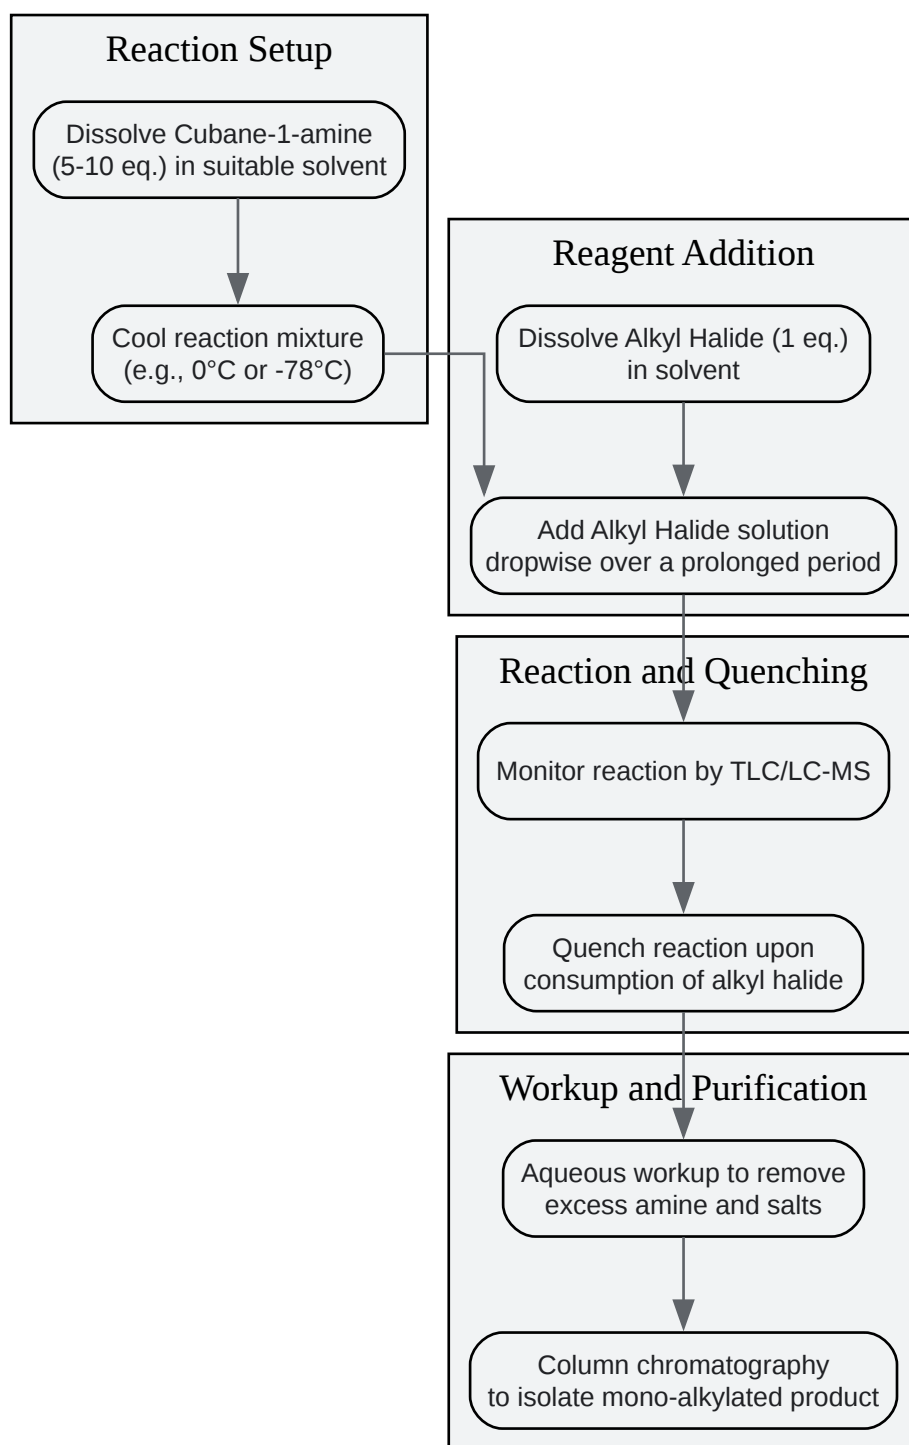 Reaction Setup
Dissolve Cubane-1-amine
(5-10 eq.) in suitable solvent
Cool reaction mixture
(e.g., 0°C or -78°C)
Reagent Addition
Dissolve Alkyl Halide (1 eq.)
in solvent
Add Alkyl Halide solution
dropwise over a prolonged period
Reaction and Quenching
Monitor reaction by TLC/LC-MS
Quench reaction upon
consumption of alkyl halide
Workup and Purification
Aqueous workup to remove
excess amine and salts
Column chromatography
to isolate mono-alkylated product